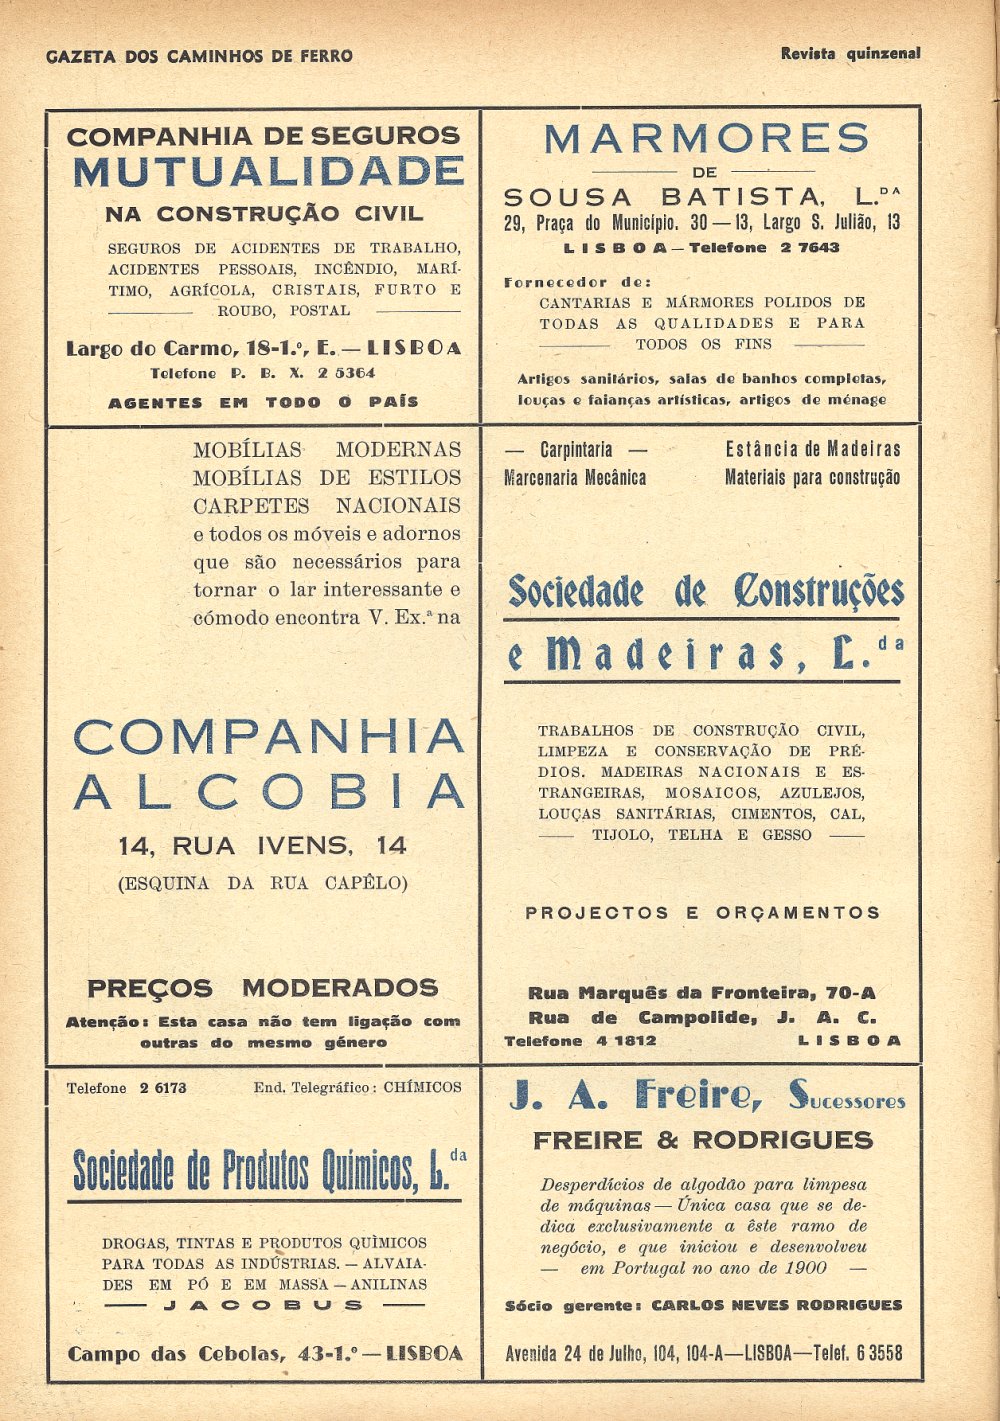 GAZETA DOS CAMINHOS DE FERRO
Revista quinzenal
COMPANHIA DE SEGUROS
MUTUALIDADE
NA CONSTRUÇÃO CIVIL
SEGUROS DE ACIDENTES DE TRABALHO,
ACIDENTES PESSOAIS, INCÊNDIO, MARÍ-
TIMO, AGRÍCOLA, CRISTAIS, FURTO E
ROUBO, POSTAL
Largo do Carmo, 18-1.º, E. — LISBOA
Telefone P. B. X. 2 5364
AGENTES EM TODO O PAÍS
MARMORES
DE
SOUSA BATISTA, L.DA
29, Praça do Município. 30 — 13, Largo S. Julião, 13
LISBOA — Telefone 2 7643
Fornecedor de:
CANTARIAS E MÁRMORES POLIDOS DE
TODAS AS QUALIDADES E PARA
TODOS OS FINS
Artigos sanitários, salas de banhos completas,
louças e faianças artísticas, artigos de ménage
MOBÍLIAS MODERNAS
MOBÍLIAS DE ESTILOS
CARPETES NACIONAIS
e todos os móveis e adornos
que são necessários para
tornar o lar interessante e
cómodo encontra V. Ex.ª na
COMPANHIA
ALCOBIA
14, RUA IVENS, 14
(ESQUINA DA RUA CAPÊLO)
PREÇOS MODERADOS
Atenção: Esta casa não tem ligação com
outras do mesmo género
— Carpintaria —
Marcenaria Mecânica
Estância de Madeiras
Materiais para construção
Sociedade de Construções
e Madeiras, L.da
TRABALHOS DE CONSTRUÇÃO CIVIL,
LIMPEZA E CONSERVAÇÃO DE PRÉ-
DIOS. MADEIRAS NACIONAIS E ES-
TRANGEIRAS, MOSAICOS, AZULEJOS,
LOUÇAS SANITÁRIAS, CIMENTOS, CAL,
— TIJOLO, TELHA E GESSO —
PROJECTOS E ORÇAMENTOS
Rua Marquês da Fronteira, 70-A
Rua de Campolide, J. A. C.
Telefone 4 1812 LISBOA
Telefone 2 6173 End. Telegráfico: CHÍMICOS
Sociedade de Produtos Químicos, L.da
DROGAS, TINTAS E PRODUTOS QUÌMICOS
PARA TODAS AS INDÚSTRIAS. — ALVAIA-
DES EM PÓ E EM MASSA — ANILINAS
— JACOBUS —
Campo das Cebolas, 43-1.º — LISBOA
J. A. Freire, Sucessores
FREIRE & RODRIGUES
Desperdícios de algodão para limpesa
de máquinas — Única casa que se de-
dica exclusivamente a êste ramo de
negócio, e que iniciou e desenvolveu
— em Portugal no ano de 1900 —
Sócio gerente: CARLOS NEVES RODRIGUES
Avenida 24 de Julho, 104, 104-A—LISBOA—Telef. 6 3558